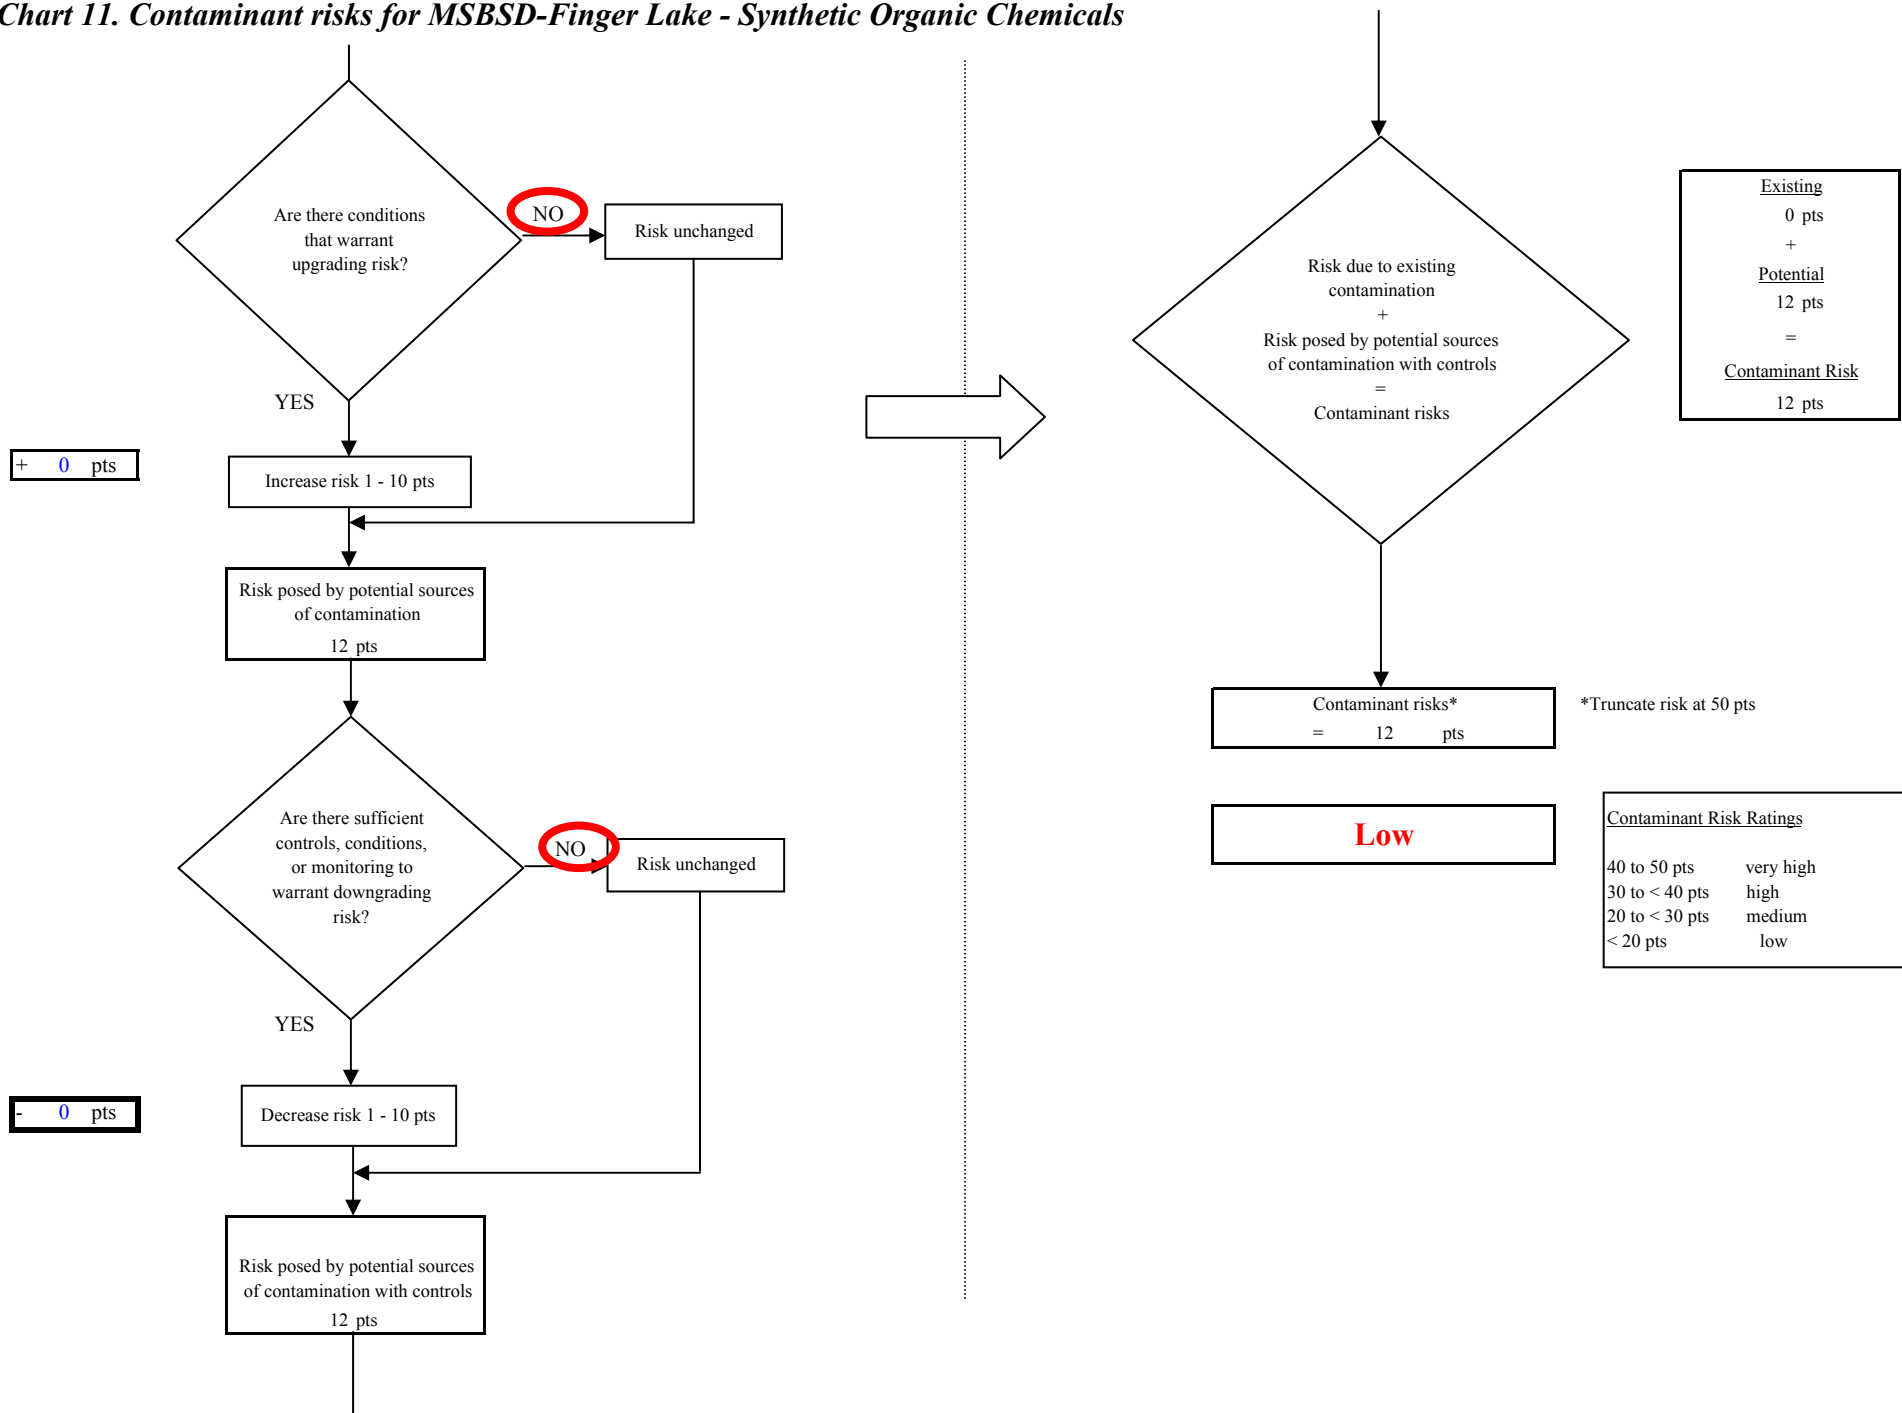 Chart 11. Contaminant risks for MSBSD-Finger Lake - Synthetic Organic Chemicals
Are there conditions
that warrant
upgrading risk?
NO
Risk unchanged
YES
+ 0 pts
Increase risk 1 - 10 pts
Risk posed by potential sources
of contamination
12 pts
Are there sufficient
controls, conditions,
or monitoring to
warrant downgrading
risk?
NO
Risk unchanged
YES
- 0 pts
Decrease risk 1 - 10 pts
Risk posed by potential sources
of contamination with controls
12 pts
Risk due to existing
contamination
+
Risk posed by potential sources
of contamination with controls
=
Contaminant risks
Existing
0 pts
+
Potential
12 pts
=
Contaminant Risk
12 pts
Contaminant risks*
= 12 pts
*Truncate risk at 50 pts
Low
Contaminant Risk Ratings
40 to 50 pts very high
30 to < 40 pts high
20 to < 30 pts medium
< 20 pts low